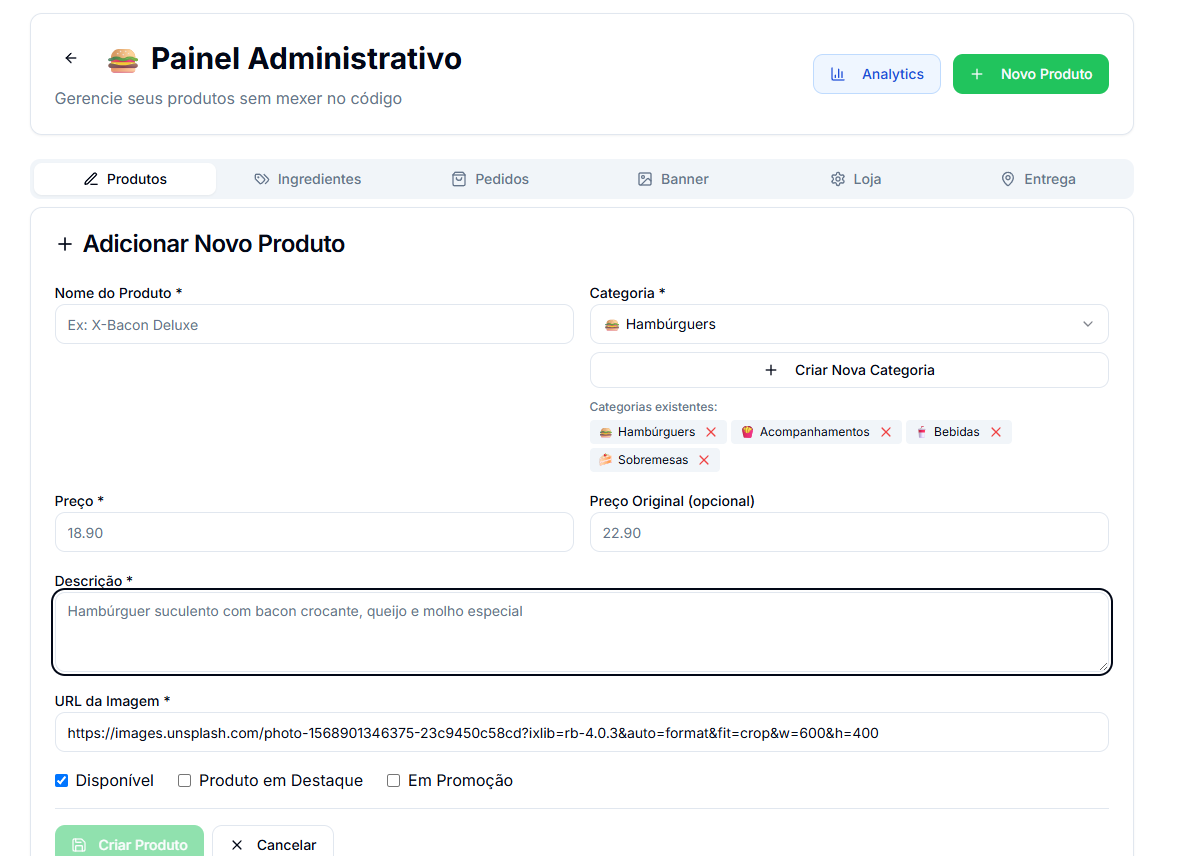 Painel Administrativo
Gerencie seus produtos sem mexer no código
Analytics
Novo Produto
Produtos
Ingredientes
Pedidos
Banner
Loja
Entrega
Adicionar Novo Produto
Nome do Produto *
Ex: X-Bacon Deluxe
Categoria *
Hambúrguers
Criar Nova Categoria
Categorias existentes:
Hambúrguers
Acompanhamentos
Bebidas
Sobremesas
Preço *
18.90
Preço Original (opcional)
22.90
Descrição *
Hambúrguer suculento com bacon crocante, queijo e molho especial
URL da Imagem *
https://images.unsplash.com/photo-1568901346375-23c9450c58cd?ixlib=rb-4.0.3&auto=format&fit=crop&w=600&h=400
Disponível
Produto em Destaque
Em Promoção
Criar Produto
Cancelar